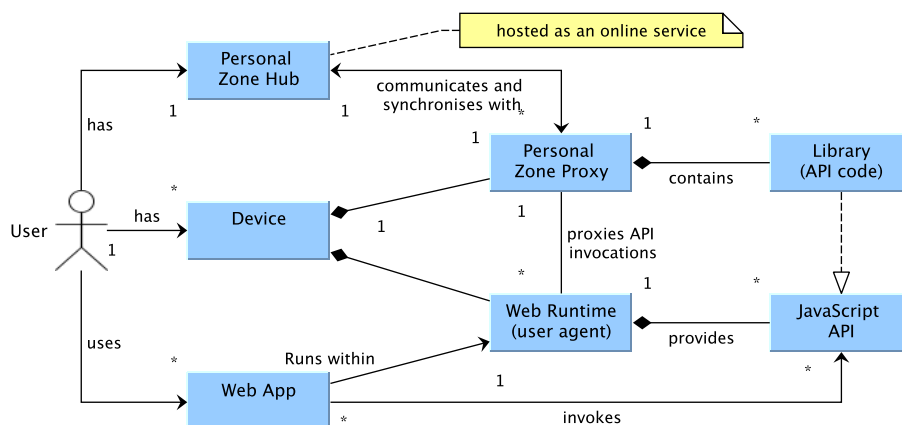 hosted as an online service
Personal
Zone Hub
communicates and
synchronises with
1
1
*
has
1
1
*
Personal
Zone Proxy
Library
(API code)
contains
*
has
Device
User
1
1
1
proxies API
invocations
*
1
*
Web Runtime
(user agent)
JavaScript
API
provides
uses
Runs within
*
Web App
1
*
*
invokes